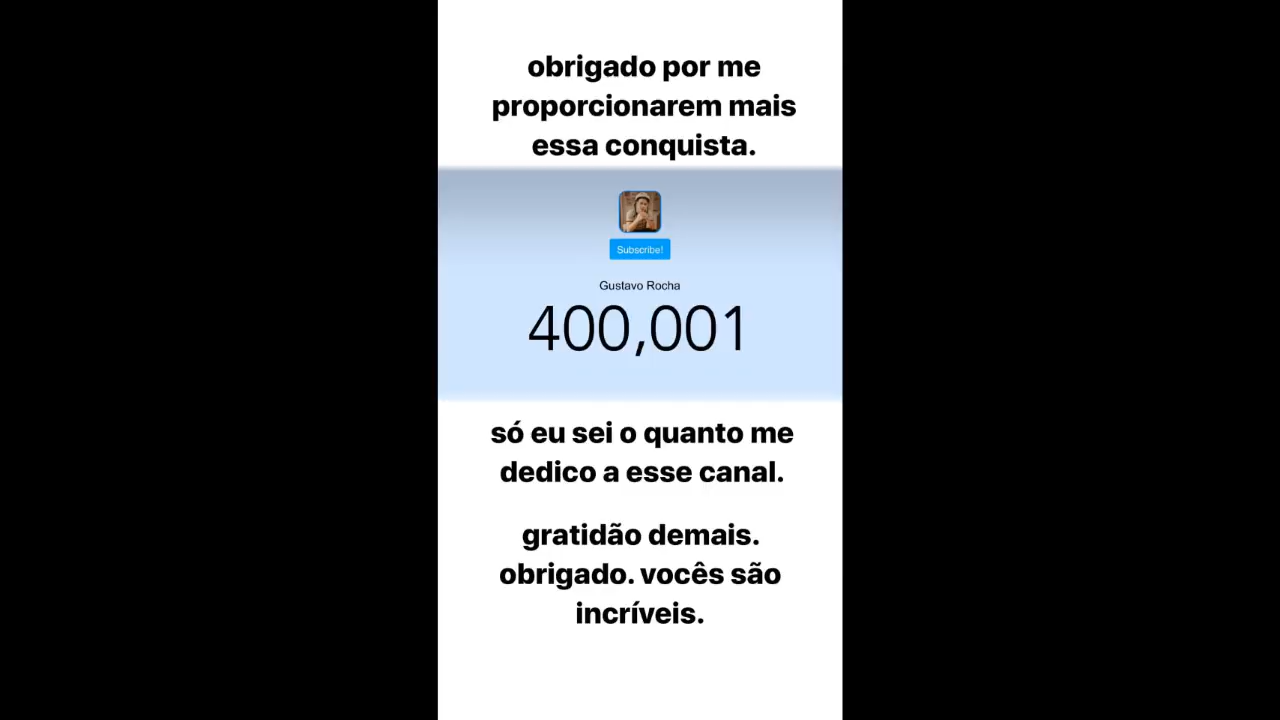 obrigado por me
proporcionarem mais
essa conquista.
Subscribe!
Gustavo Rocha
400,001
só eu sei o quanto me
dedico a esse canal.
gratidão demais.
obrigado. vocês são
incríveis.